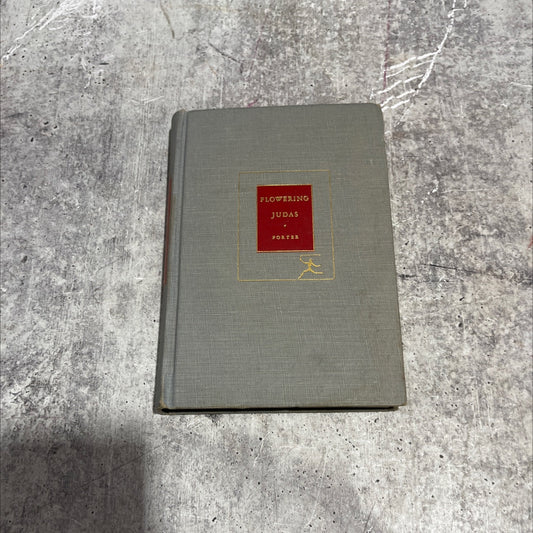 FLOWERING
JUDAS
•
PORTER